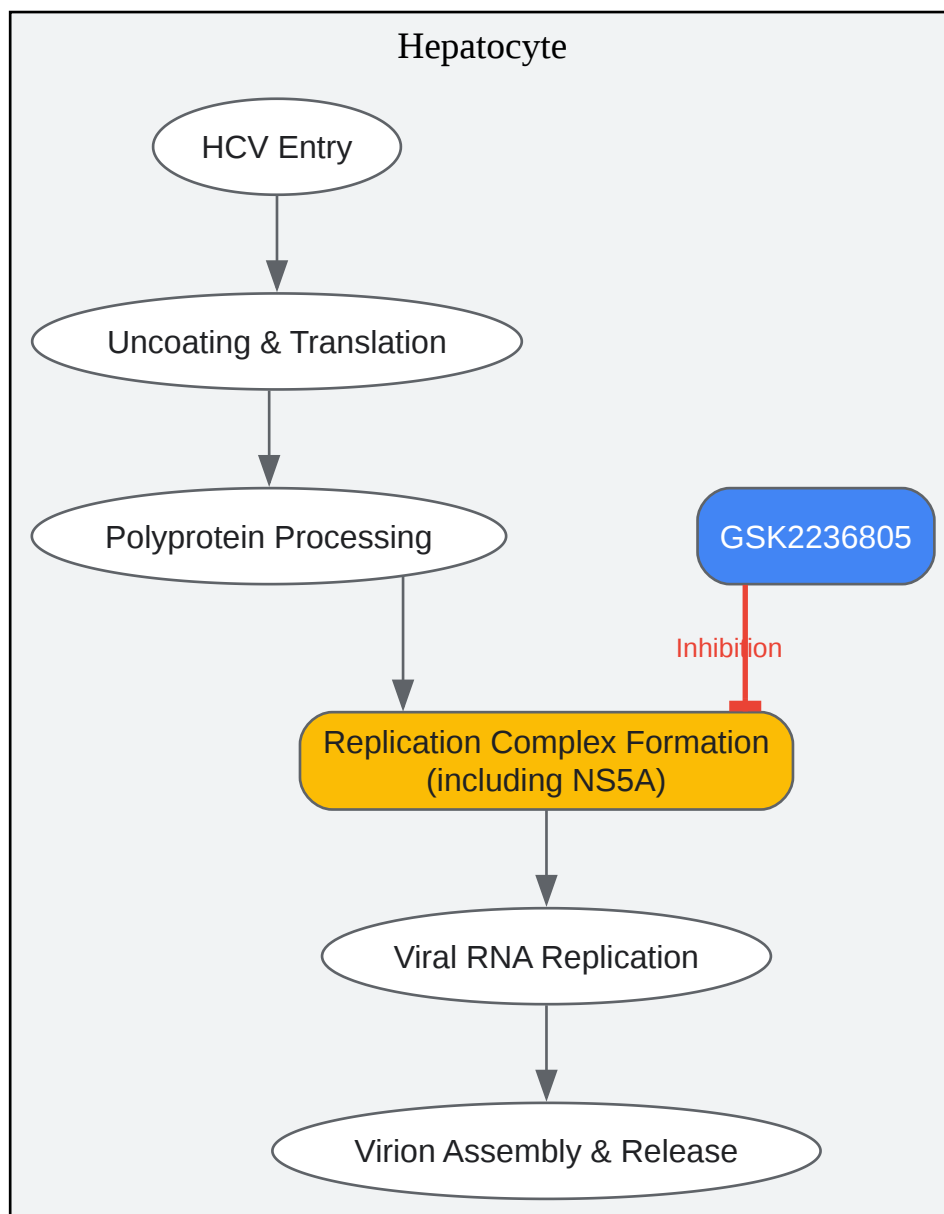 Hepatocyte
HCV Entry
Uncoating & Translation
Polyprotein Processing
GSK2236805
Inhibition
Replication Complex Formation
(including NS5A)
Viral RNA Replication
Virion Assembly & Release